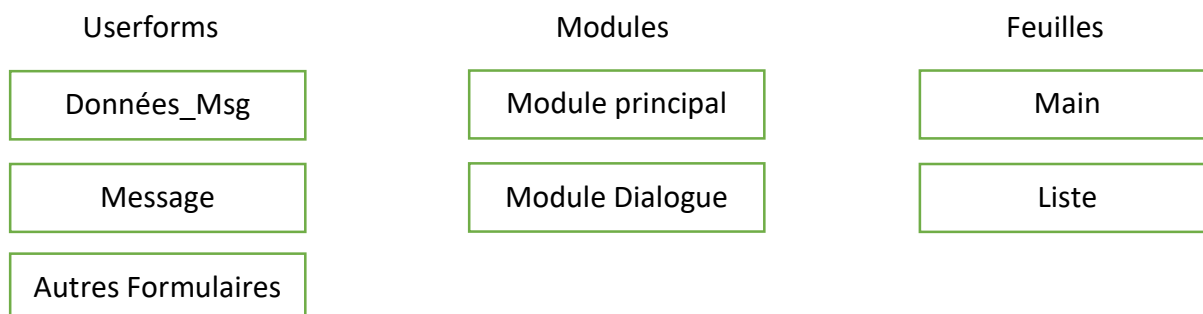 Userforms
Modules
Feuilles
Données_Msg
Module principal
Main
Message
Module Dialogue
Liste
Autres Formulaires